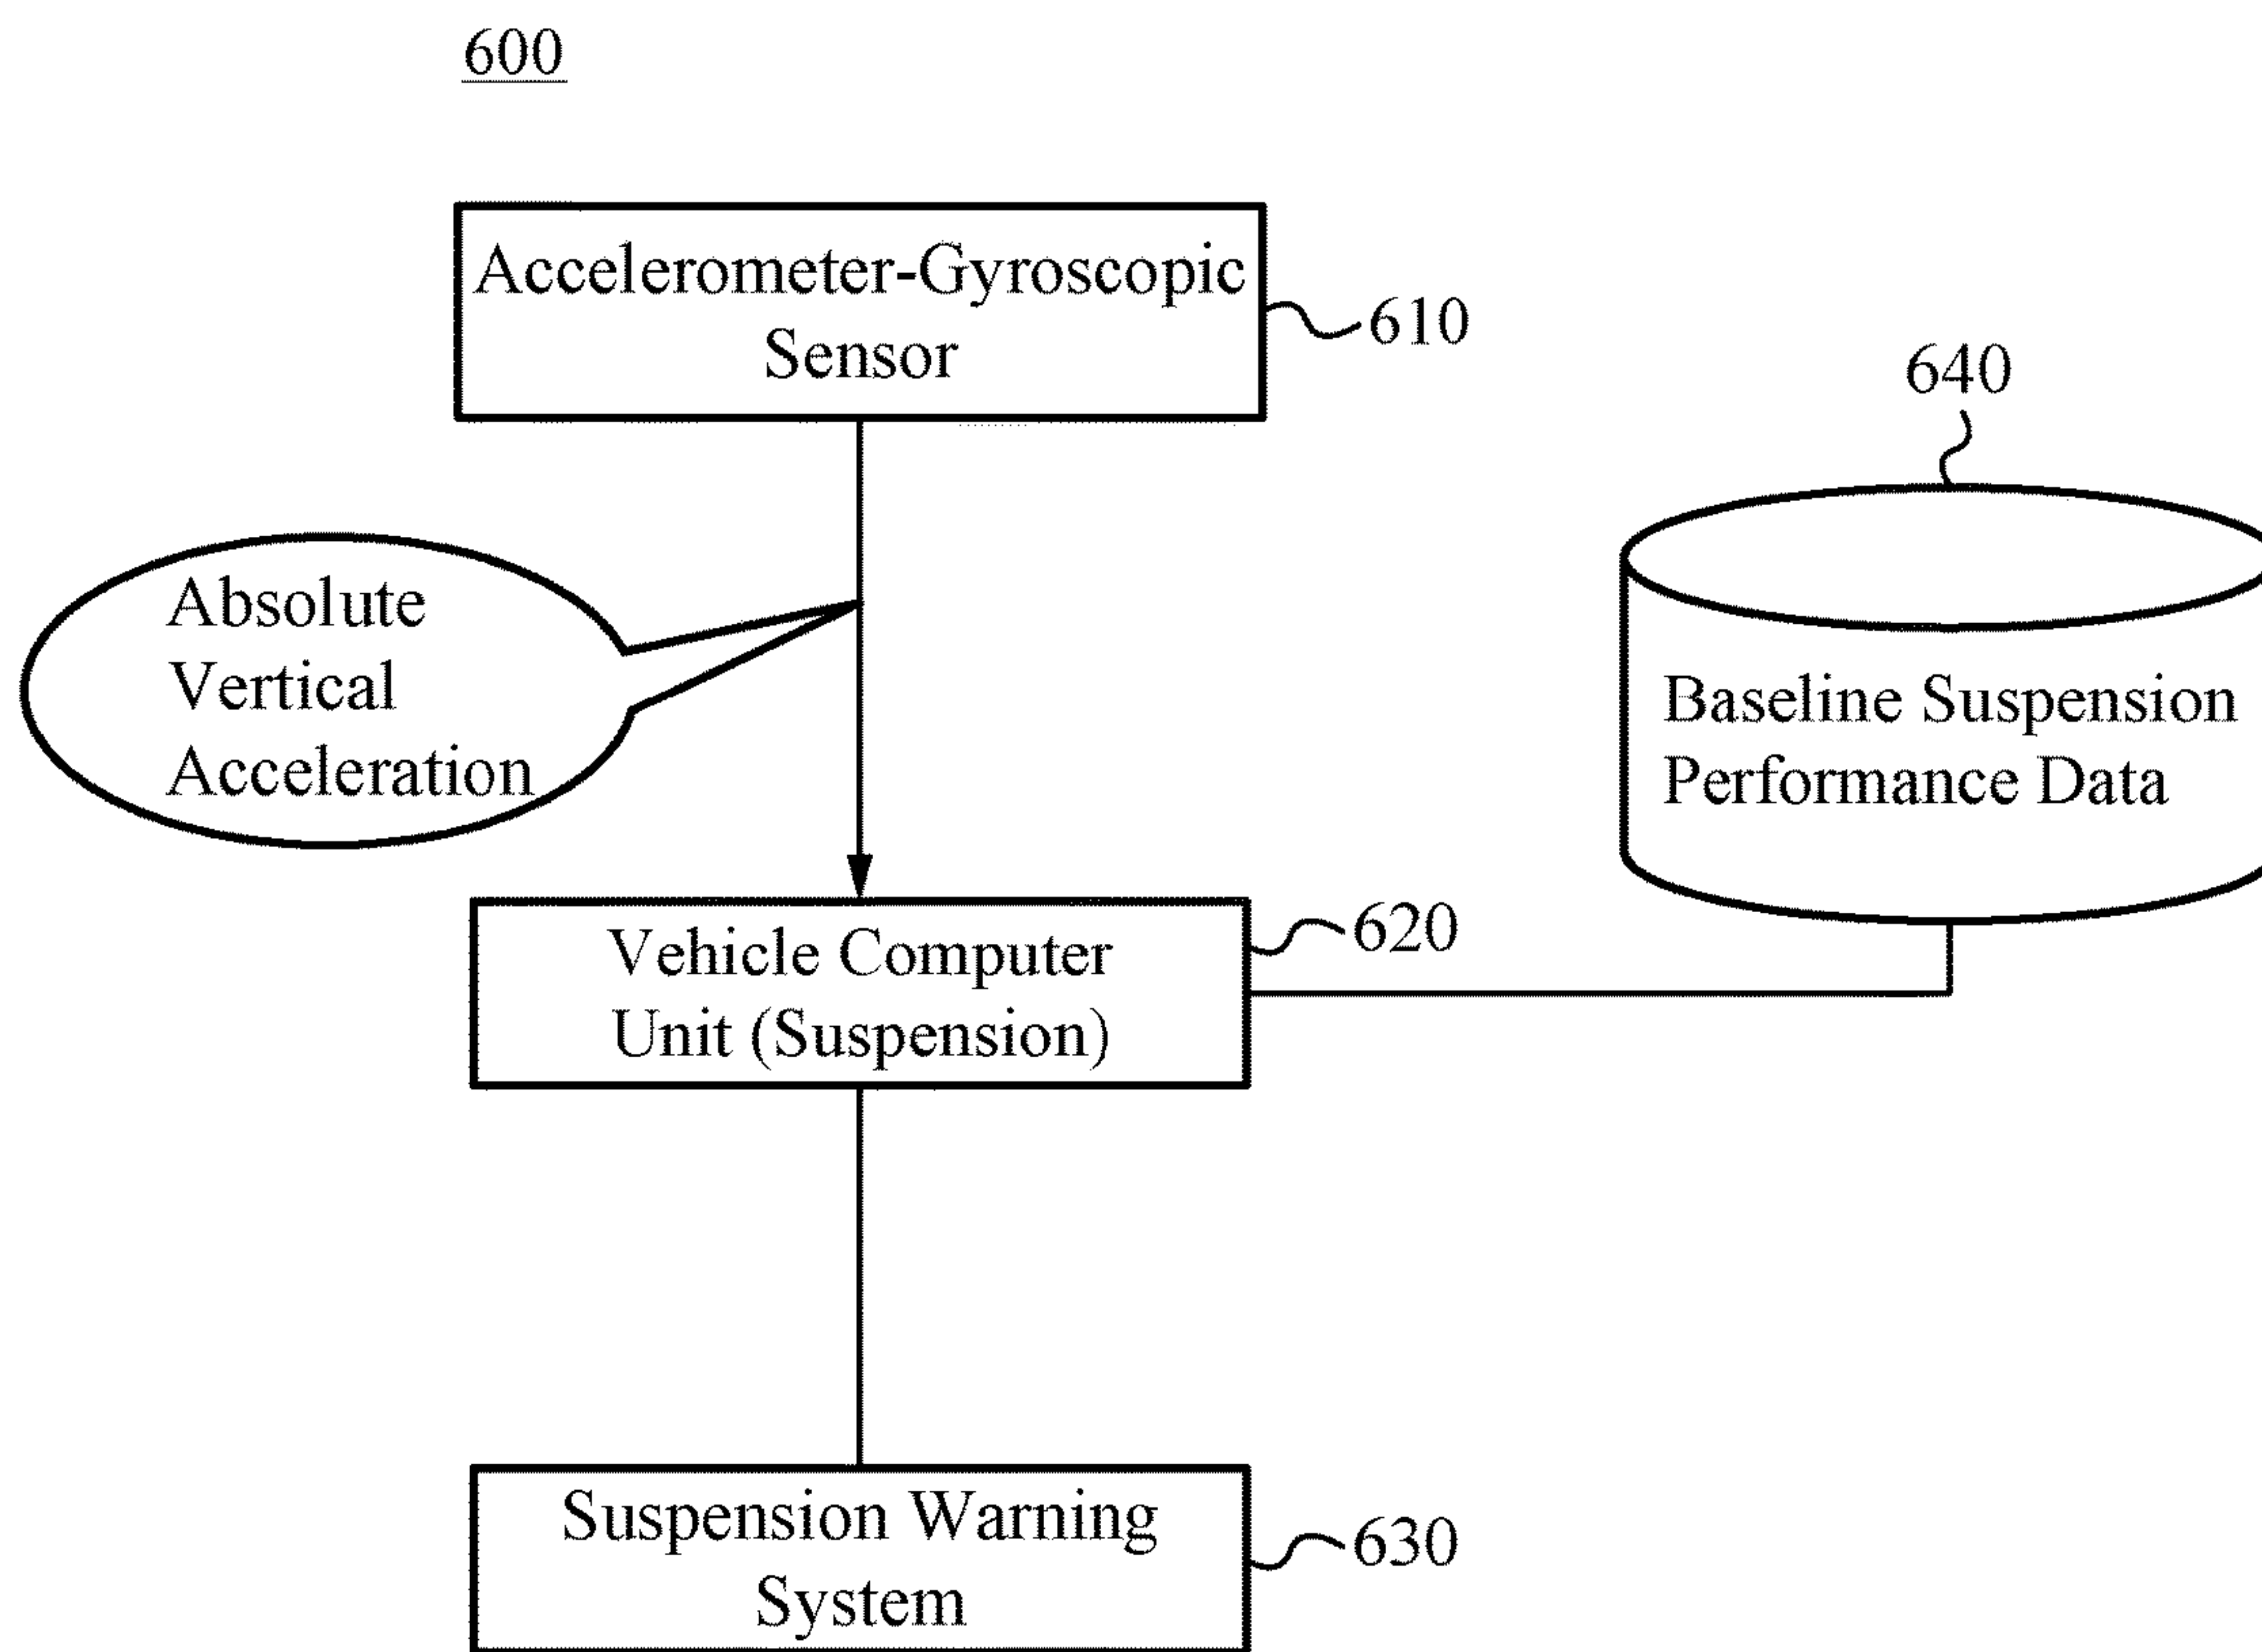 600
Accelerometer-Gyroscopic
Sensor
610
640
Absolute
Vertical
Acceleration
Baseline Suspension
Performance Data
Vehicle Computer
Unit (Suspension)
620
Suspension Warning
System
630